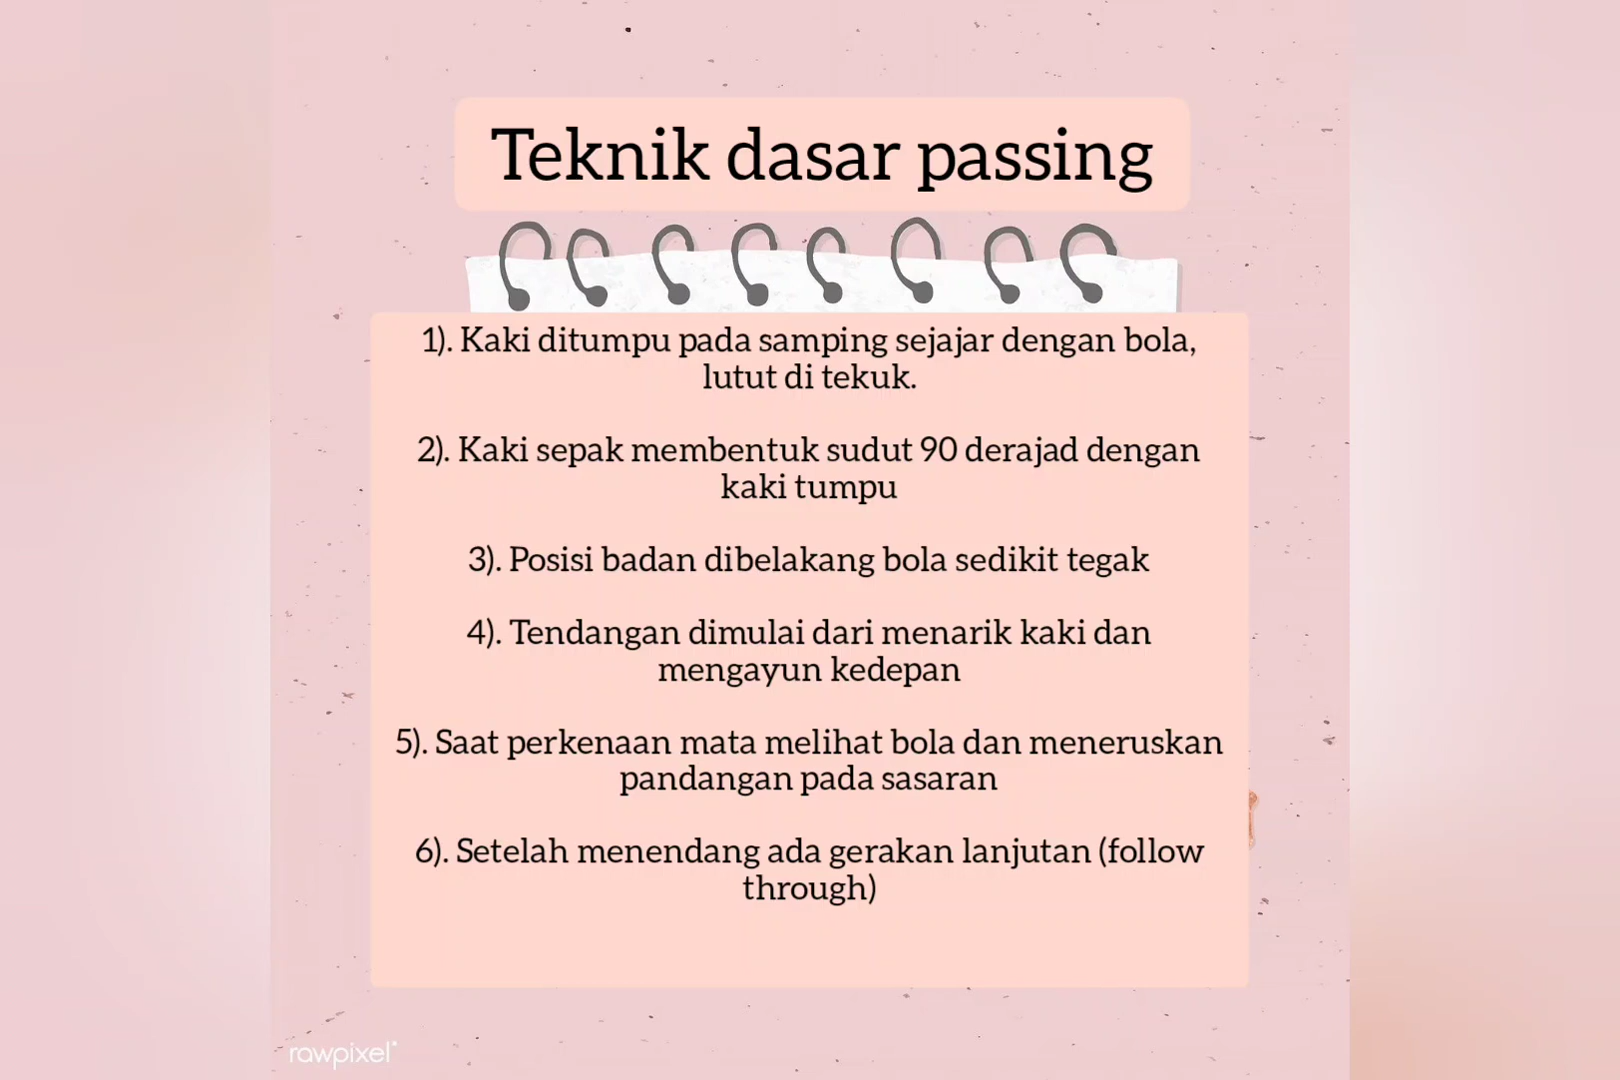 Teknik dasar passing
1). Kaki ditumpu pada samping sejajar dengan bola,
lutut di tekuk.
2). Kaki sepak membentuk sudut 90 derajad dengan
kaki tumpu
3). Posisi badan dibelakang bola sedikit tegak
4). Tendangan dimulai dari menarik kaki dan
mengayun kedepan
5). Saat perkenaan mata melihat bola dan meneruskan
pandangan pada sasaran
6). Setelah menendang ada gerakan lanjutan (follow
through)
rawpixel